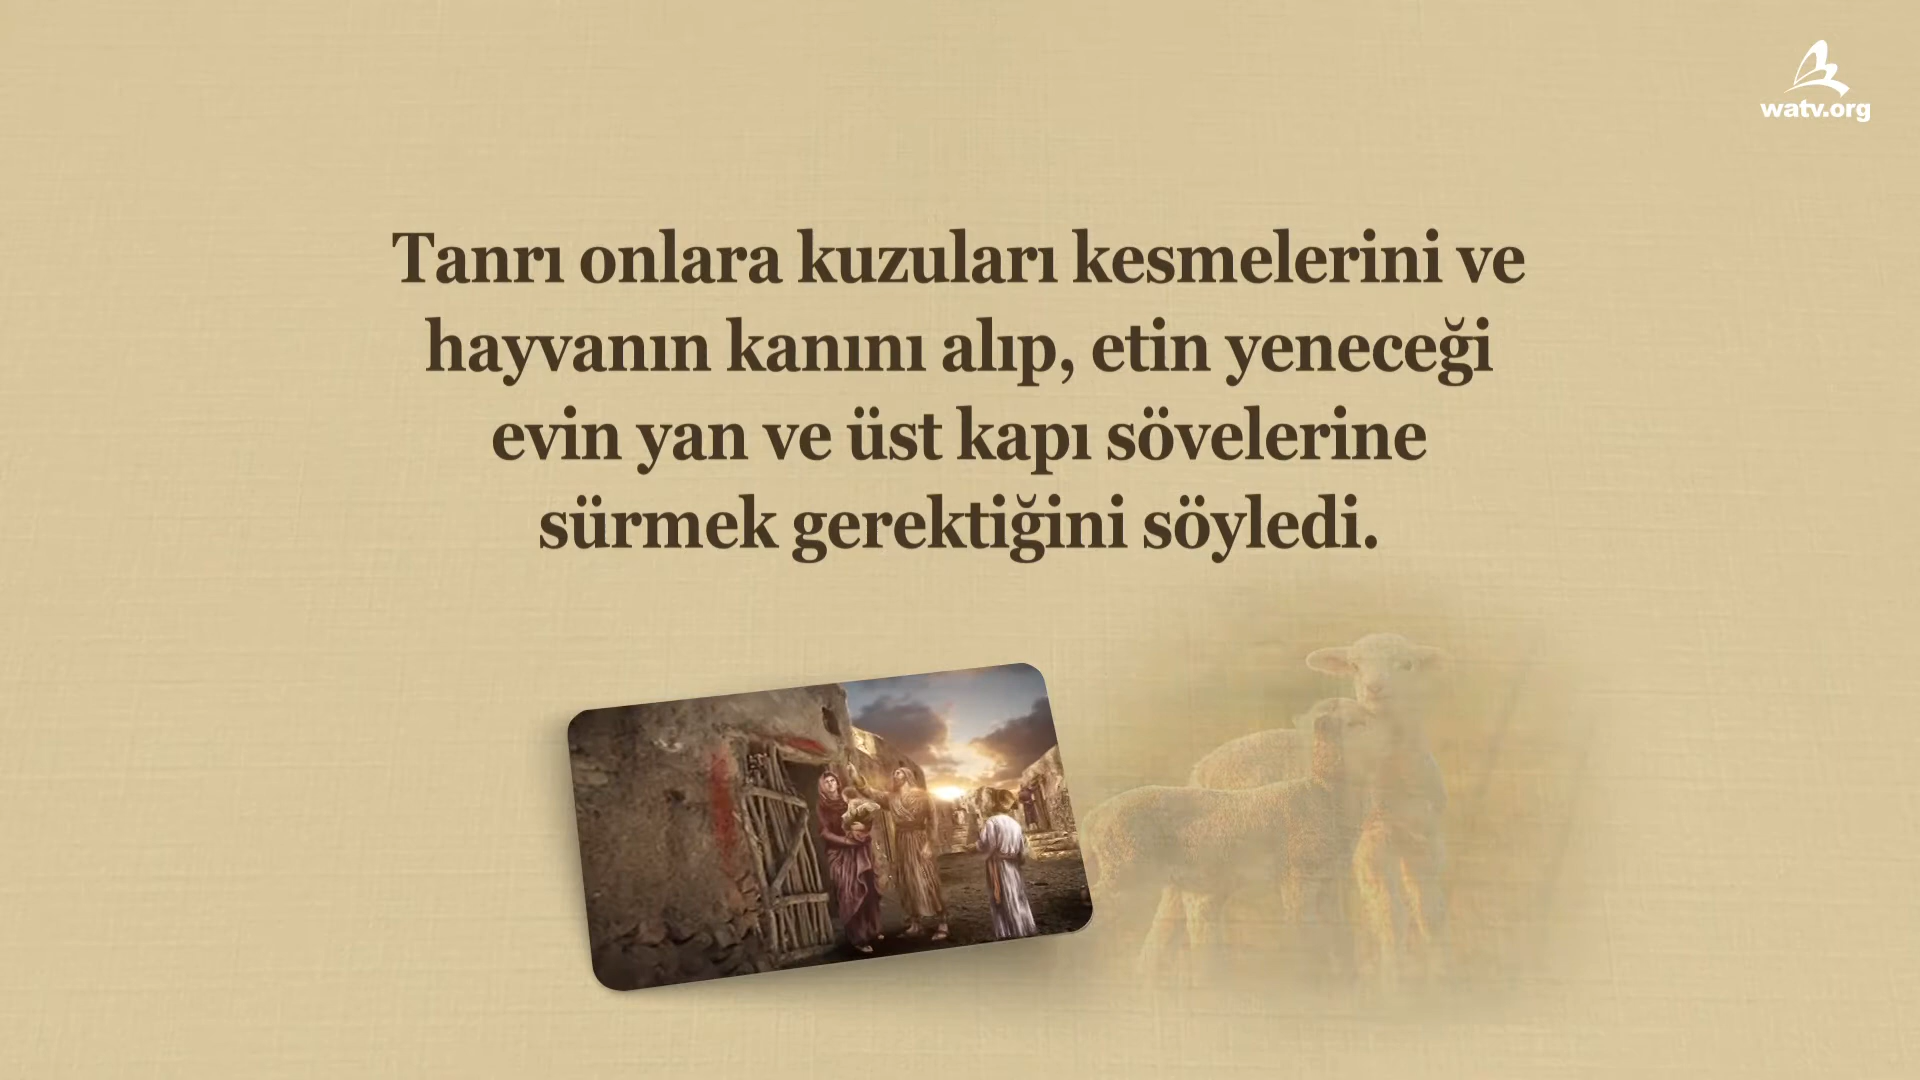 watv.org
Tanrı onlara kuzuları kesmelerini ve
hayvanın kanını alıp, etin yeneceği
evin yan ve üst kapı sövelerine
sürmek gerektiğini söyledi.